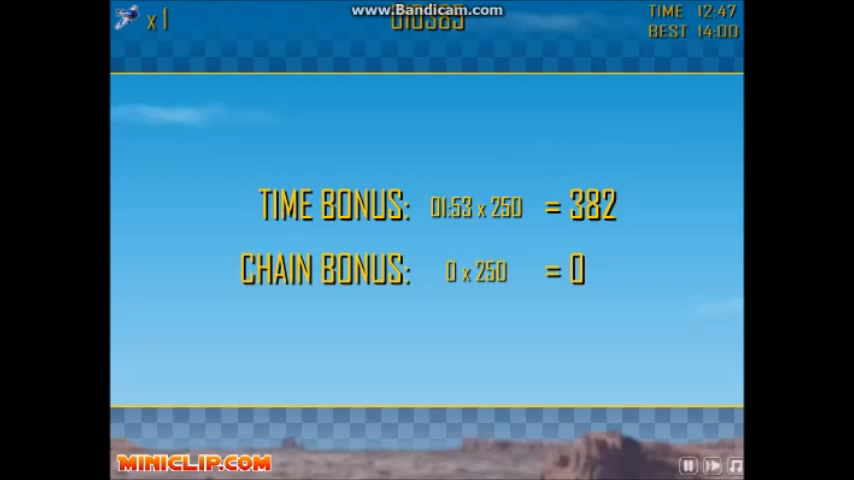 www.Bandicam.com
x1
TIME 12:47
BEST 14:00
TIME BONUS: 01:53 x 250 = 382
CHAIN BONUS: 0 x 250 = 0
MINICLIP.COM